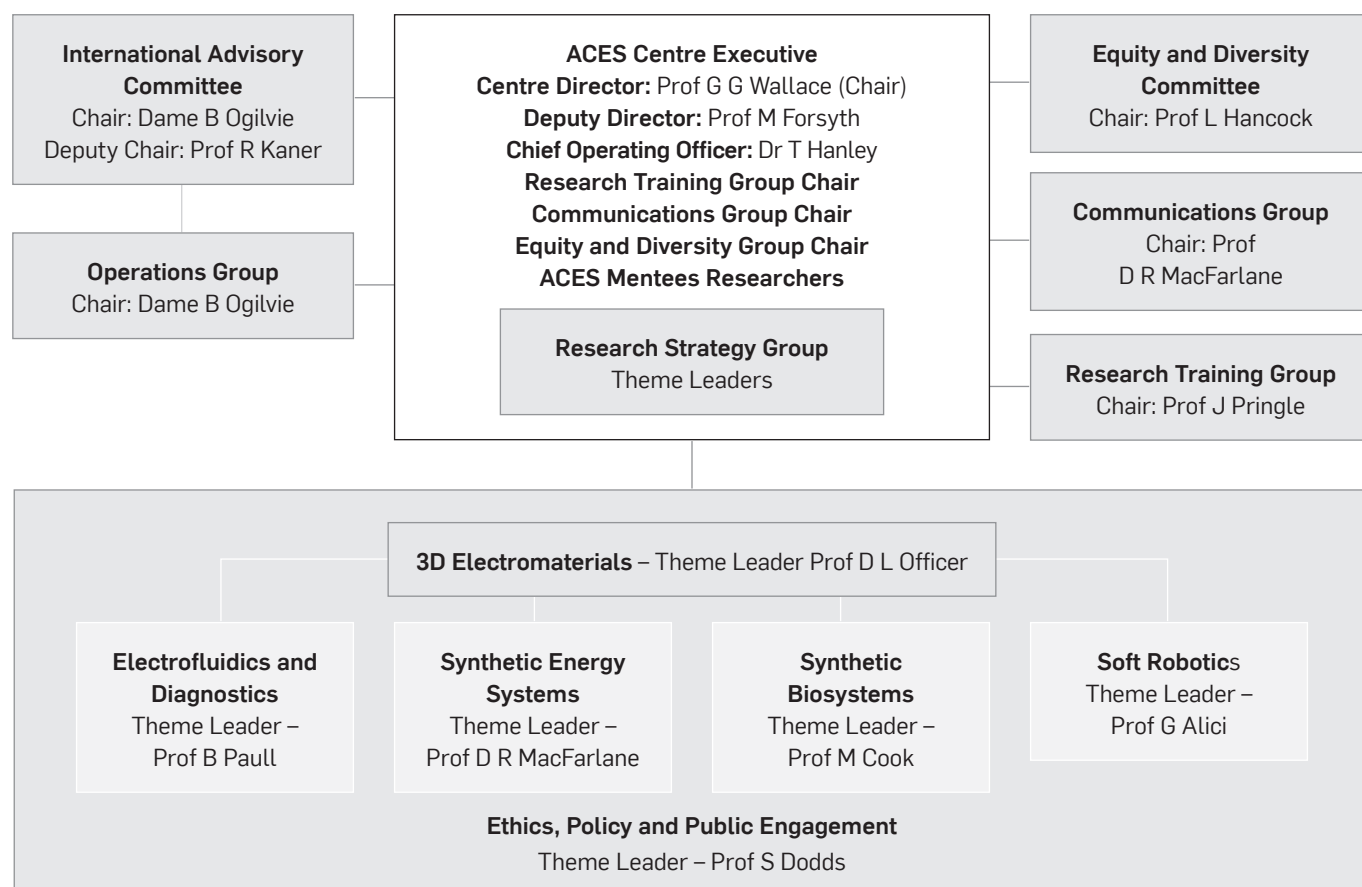 International Advisory
Committee
Chair: Dame B Ogilvie
Deputy Chair: Prof R Kaner
Operations Group
Chair: Dame B Ogilvie
ACES Centre Executive
Centre Director: Prof G G Wallace (Chair)
Deputy Director: Prof M Forsyth
Chief Operating Officer: Dr T Hanley
Research Training Group Chair
Communications Group Chair
Equity and Diversity Group Chair
ACES Mentees Researchers
Research Strategy Group
Theme Leaders
Equity and Diversity
Committee
Chair: Prof L Hancock
Communications Group
Chair: Prof
D R MacFarlane
Research Training Group
Chair: Prof J Pringle
3D Electromaterials – Theme Leader Prof D L Officer
Electrofluidics and
Diagnostics
Theme Leader –
Prof B Paull
Synthetic Energy
Systems
Theme Leader –
Prof D R MacFarlane
Synthetic
Biosystems
Theme Leader –
Prof M Cook
Soft Robotics
Theme Leader –
Prof G Alici
Ethics, Policy and Public Engagement
Theme Leader – Prof S Dodds